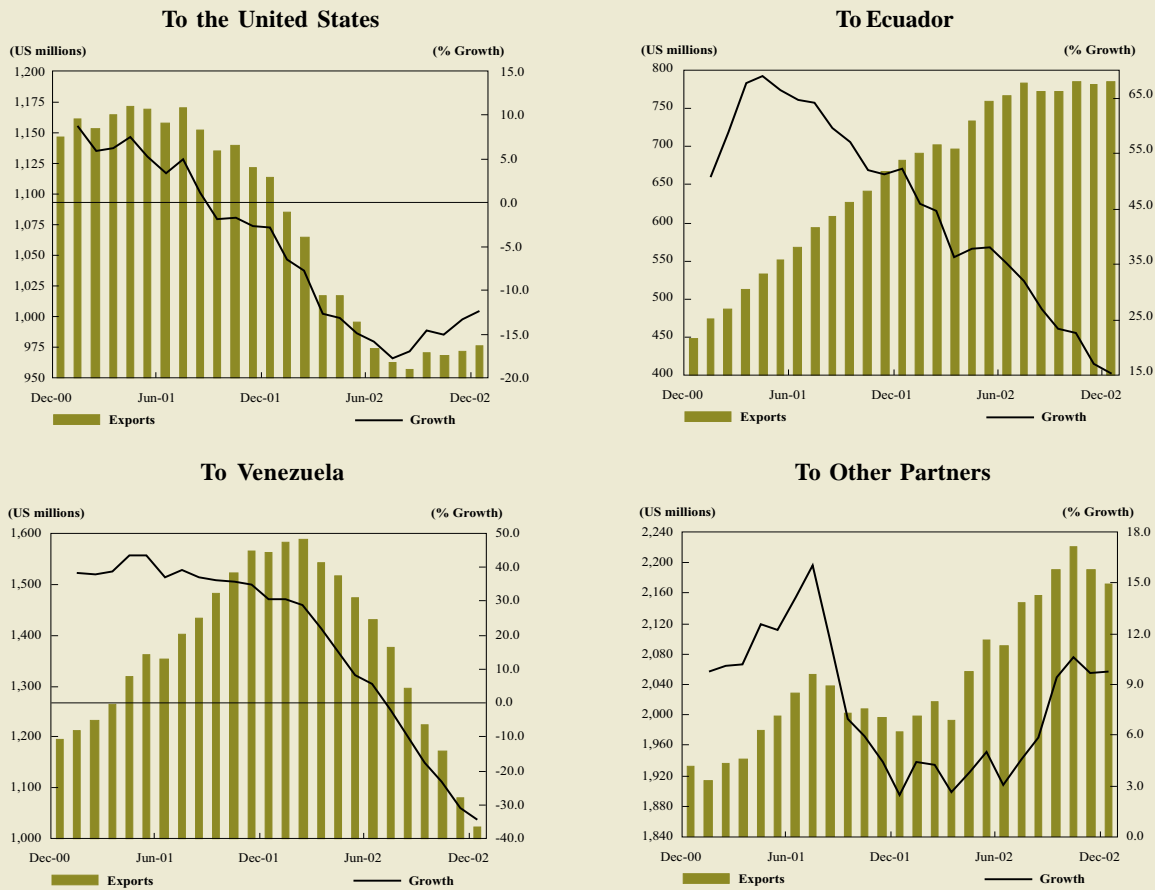 To the United States
(US millions) (% Growth)
1,200 15.0
1,175 10.0
1,150
1,125 5.0
1,100 0.0
1,075 -5.0
1,050
1,025 -10.0
1,000 -15.0
975
950 -20.0
Dec-00 Jun-01 Dec-01 Jun-02 Dec-02
Exports Growth
To Ecuador
(US millions) (% Growth)
800
65.0
750
700 55.0
650
45.0
600
550 35.0
500
25.0
450
400 15.0
Dec-00 Jun-01 Dec-01 Jun-02 Dec-02
Exports Growth
To Venezuela
(US millions) (% Growth)
1,600 50.0
40.0
1,500 30.0
1,400 20.0
10.0
1,300 0.0
1,200 -10.0
-20.0
1,100 -30.0
1,000 -40.0
Dec-00 Jun-01 Dec-01 Jun-02 Dec-02
Exports Growth
To Other Partners
(US millions) (% Growth)
2,240 18.0
2,200
2,160 15.0
2,120 12.0
2,080
2,040 9.0
2,000
1,960 6.0
1,920 3.0
1,880
1,840 0.0
Dec-00 Jun-01 Dec-01 Jun-02 Dec-02
Exports Growth